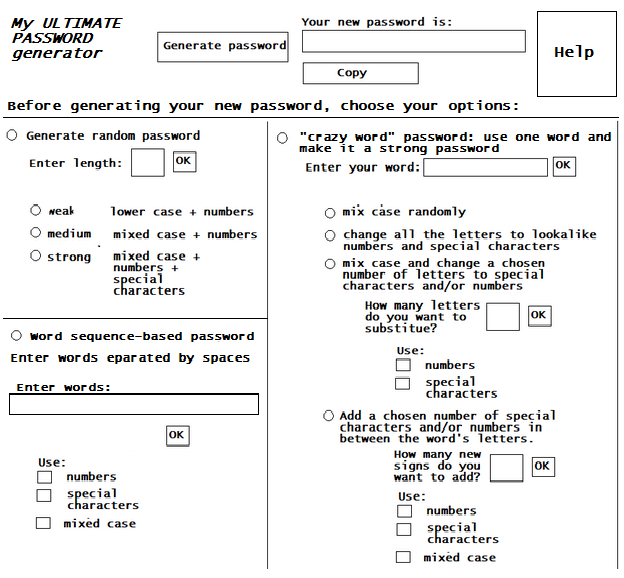 My ULTIMATE
PASSWORD
generator
Generate password
Your new password is:
Copy
Help
Before generating your new password, choose your options:
Generate random password
Enter length:
OK
weak lower case + numbers
medium mixed case + numbers
strong mixed case +
numbers +
special
characters
Word sequence-based password
Enter words eparated by spaces
Enter words:
OK
Use:
numbers
special
characters
mixed case
"crazy word" password: use one word and
make it a strong password
Enter your word:
OK
mix case randomly
change all the letters to lookalike
numbers and special characters
mix case and change a chosen
number of letters to special
characters and/or numbers
How many letters
do you want to
substitue?
OK
Use:
numbers
special
characters
Add a chosen number of special
characters and/or numbers in
between the word's letters.
How many new
signs do you
want to add?
OK
Use:
numbers
special
characters
mixed case